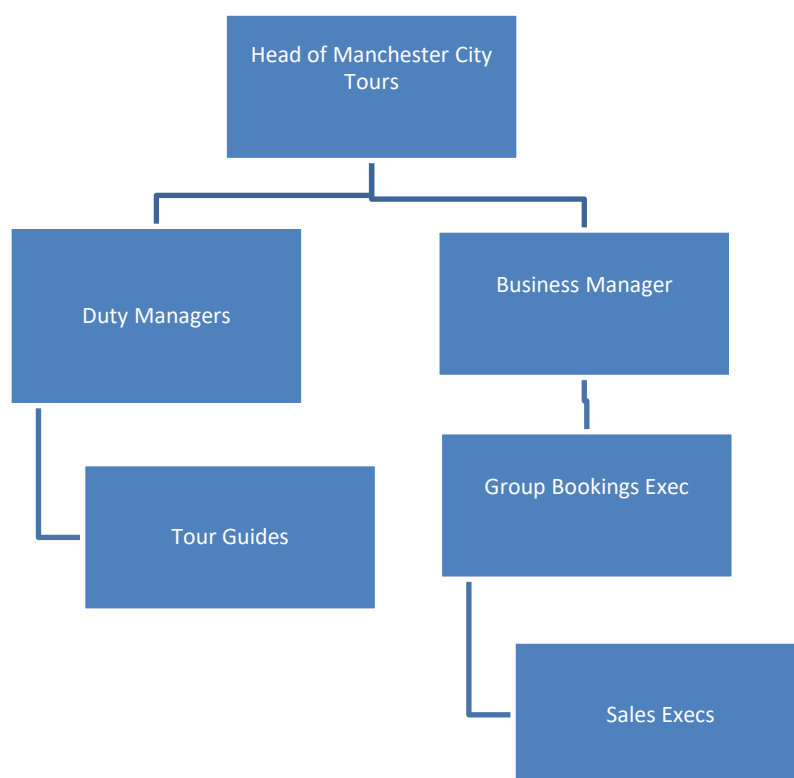 Head of Manchester City
Tours
Duty Managers
Business Manager
Tour Guides
Group Bookings Exec
Sales Execs